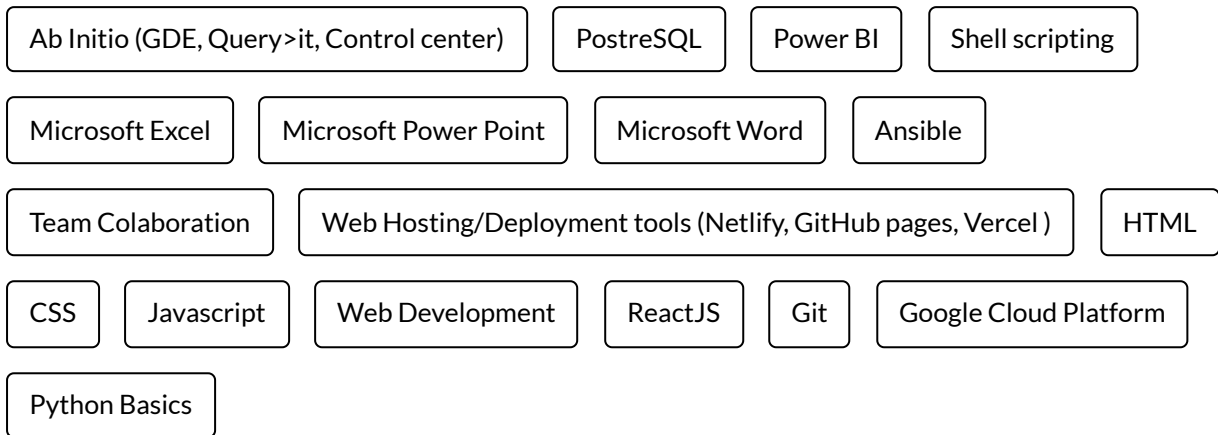 Ab Initio (GDE, Query>it, Control center) PostreSQL Power BI Shell scripting
Microsoft Excel Microsoft Power Point Microsoft Word Ansible
Team Colaboration Web Hosting/Deployment tools (Netlify, GitHub pages, Vercel ) HTML
CSS Javascript Web Development ReactJS Git Google Cloud Platform
Python Basics